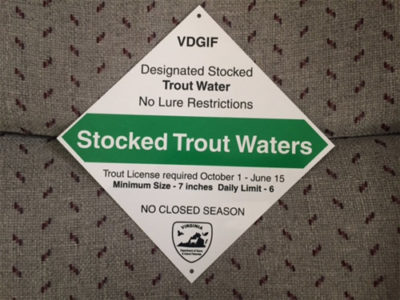 VDGIF
Designated Stocked
Trout Water
No Lure Restrictions
Stocked Trout Waters
Trout License required October 1 - June 15
Minimum Size - 7 inches Daily Limit - 6
NO CLOSED SEASON
VIRGINIA